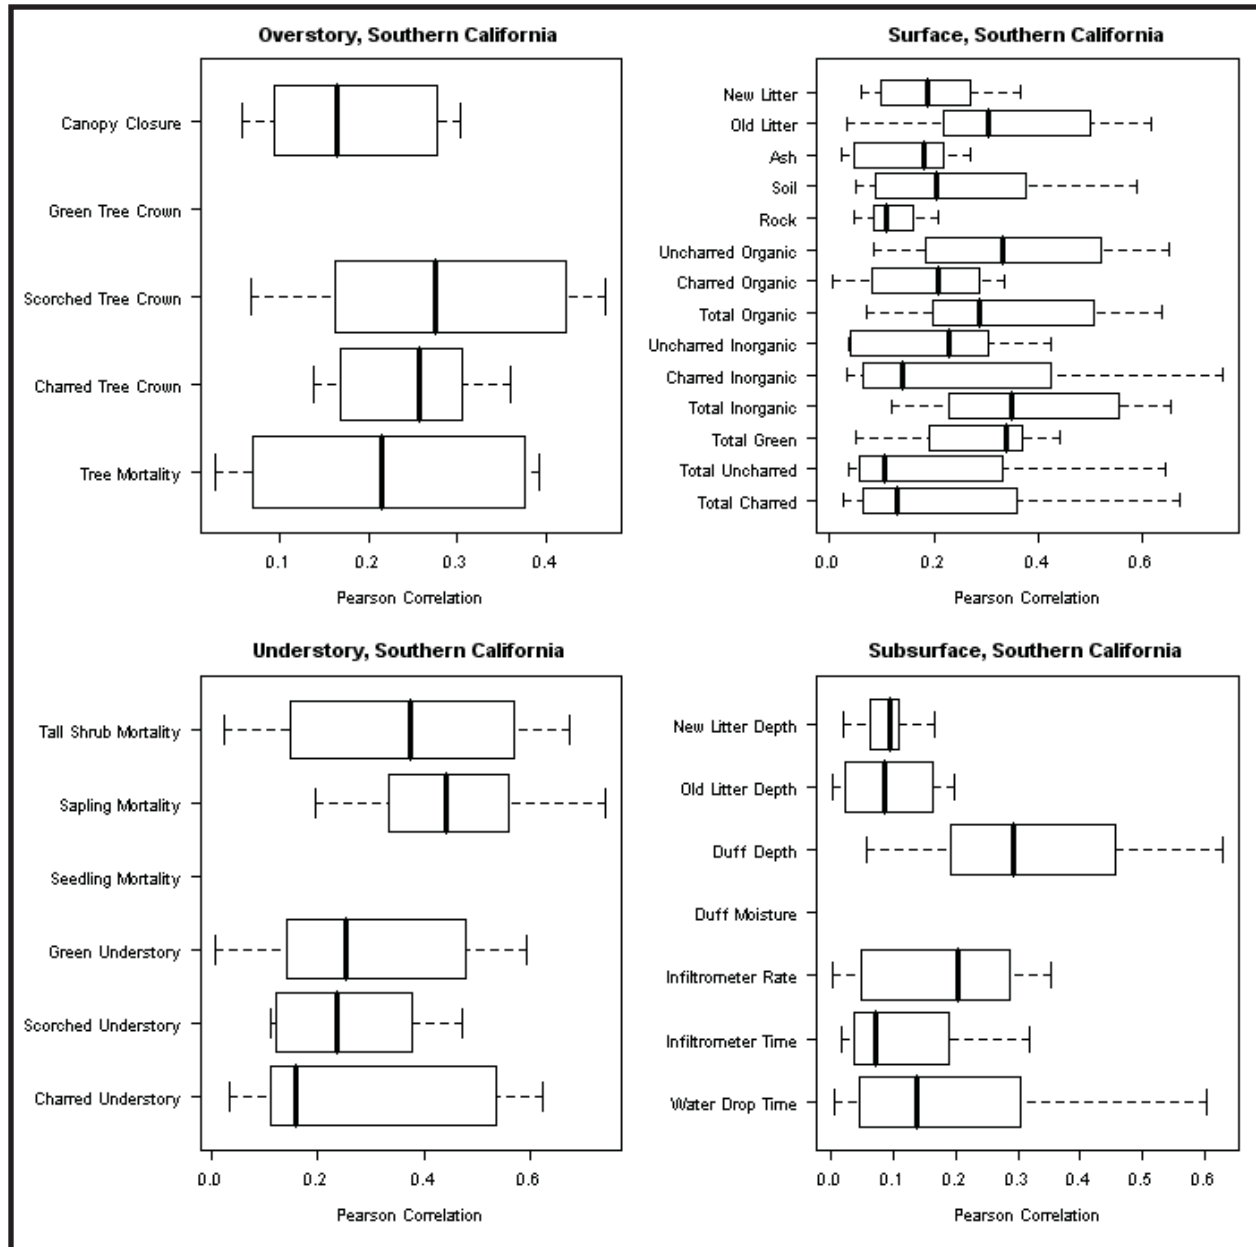 Overstory, Southern California
Canopy Closure
Green Tree Crown
Scorched Tree Crown
Charred Tree Crown
Tree Mortality
0.1 0.2 0.3 0.4
Pearson Correlation
Surface, Southern California
New Litter
Old Litter
Ash
Soil
Rock
Uncharred Organic
Charred Organic
Total Organic
Uncharred Inorganic
Charred Inorganic
Total Inorganic
Total Green
Total Uncharred
Total Charred
0.0 0.2 0.4 0.6
Pearson Correlation
Understory, Southern California
Tall Shrub Mortality
Sapling Mortality
Seedling Mortality
Green Understory
Scorched Understory
Charred Understory
0.0 0.2 0.4 0.6
Pearson Correlation
Subsurface, Southern California
New Litter Depth
Old Litter Depth
Duff Depth
Duff Moisture
Infiltrometer Rate
Infiltrometer Time
Water Drop Time
0.0 0.1 0.2 0.3 0.4 0.5 0.6
Pearson Correlation